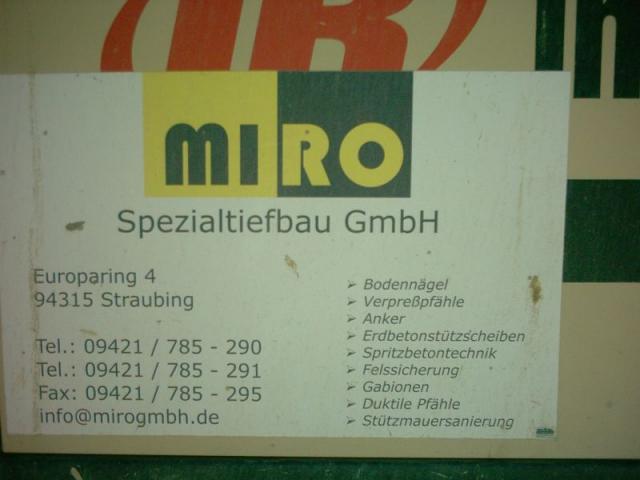 MIRO
Spezialtiefbau GmbH
Europaring 4
94315 Straubing
Tel.: 09421 / 785 - 290
Tel.: 09421 / 785 - 291
Fax: 09421 / 785 - 295
info@mirogmbh.de
➢ Bodennägel
➢ Verpreßpfähle
➢ Anker
➢ Erdbetonstützscheiben
➢ Spritzbetontechnik
➢ Felssicherung
➢ Gabionen
➢ Duktile Pfähle
➢ Stützmauersanierung